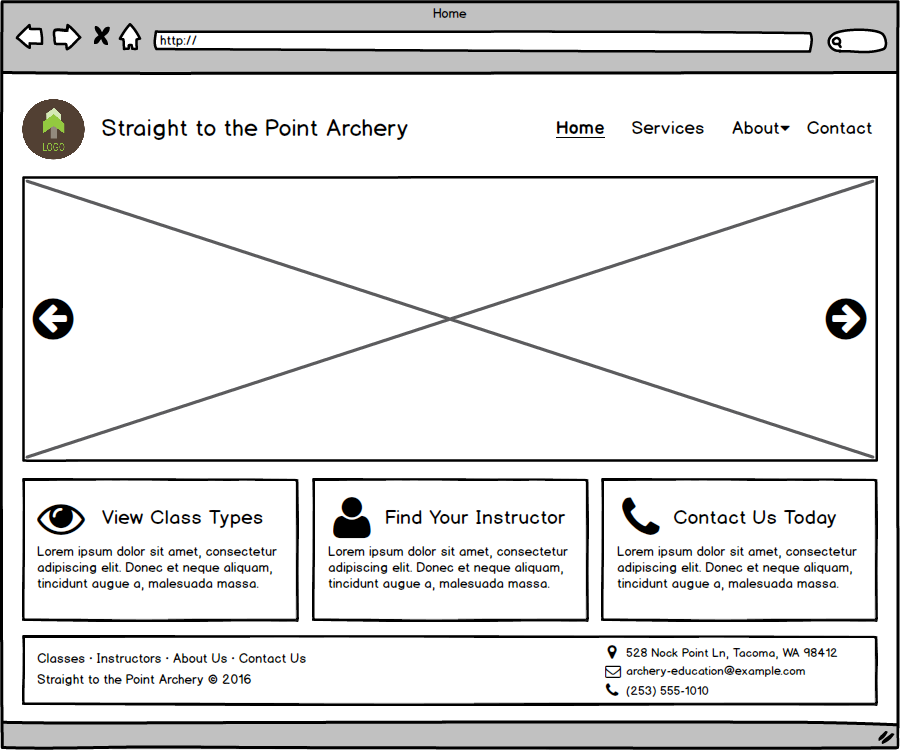 Home
http://
LOGO
Straight to the Point Archery
Home Services About Contact
View Class Types
Lorem ipsum dolor sit amet, consectetur
adipiscing elit. Donec et neque aliquam,
tincidunt augue a, malesuada massa.
Find Your Instructor
Lorem ipsum dolor sit amet, consectetur
adipiscing elit. Donec et neque aliquam,
tincidunt augue a, malesuada massa.
Contact Us Today
Lorem ipsum dolor sit amet, consectetur
adipiscing elit. Donec et neque aliquam,
tincidunt augue a, malesuada massa.
Classes · Instructors · About Us · Contact Us
Straight to the Point Archery © 2016
528 Nock Point Ln, Tacoma, WA 98412
archery-education@example.com
(253) 555-1010